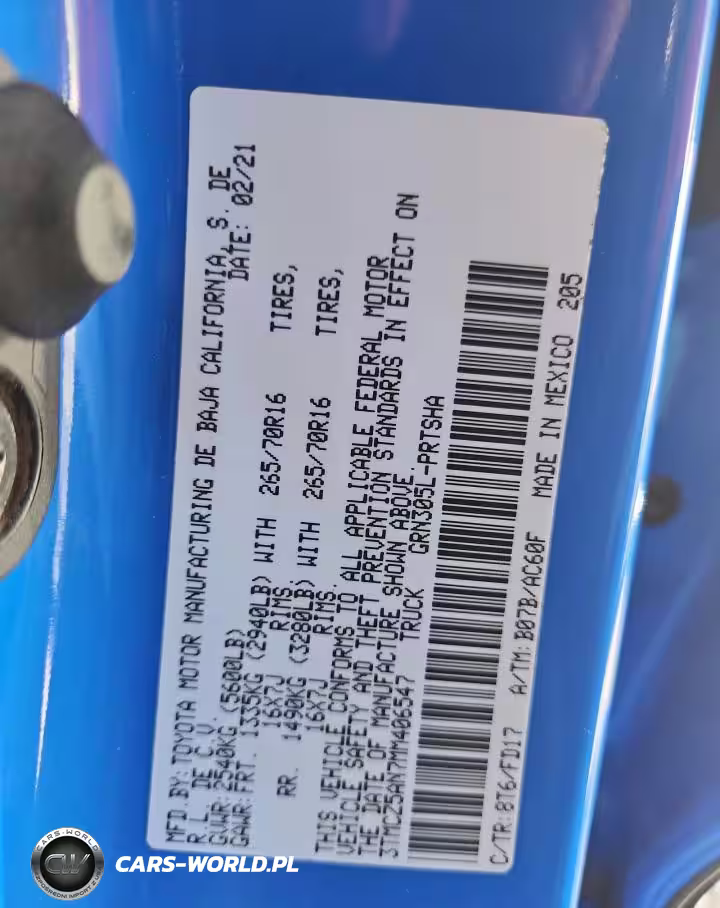 MFD.BY:TOYOTA MOTOR MANUFACTURING DE BAJA CALIFORNIA,S. DE
R.L. DE C.V. DATE: 02/21
GVWR:2540KG (5600LB)
GAWR:FRT. 1335KG (2940LB) WITH 265/70R16 TIRES,
16X7J RIMS.
RR. 1490KG (3280LB) WITH 265/70R16 TIRES,
16X7J RIMS.
THIS VEHICLE CONFORMS TO ALL APPLICABLE FEDERAL MOTOR
VEHICLE SAFETY AND THEFT PREVENTION STANDARDS IN EFFECT ON
THE DATE OF MANUFACTURE SHOWN ABOVE.
3TMCZ5AN7MM406547 TRUCK GRN305L-PRTSHA
C/TR:8T6/FD17 A/TM:B07B/AC60F MADE IN MEXICO 205
CARS-WORLD
CW
CARS-WORLD.PL